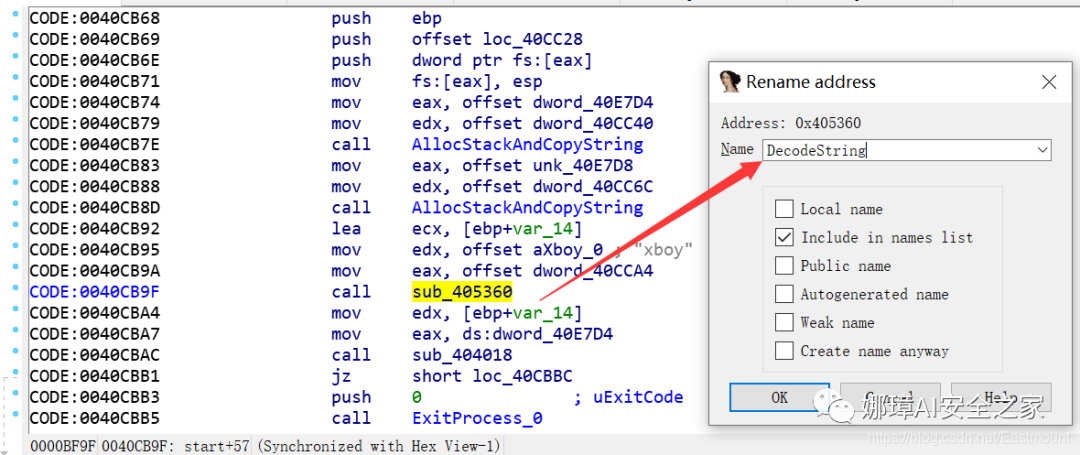 CODE:0040CB68 push ebp
CODE:0040CB69 push offset loc_40CC28
CODE:0040CB6E push dword ptr fs:[eax]
CODE:0040CB71 mov fs:[eax], esp
CODE:0040CB74 mov eax, offset dword_40E7D4
CODE:0040CB79 mov edx, offset dword_40CC40
CODE:0040CB7E call AllocStackAndCopyString
CODE:0040CB83 mov eax, offset unk_40E7D8
CODE:0040CB88 mov edx, offset dword_40CC6C
CODE:0040CB8D call AllocStackAndCopyString
CODE:0040CB92 lea ecx, [ebp+var_14]
CODE:0040CB95 mov edx, offset aXboy_0 ; "xboy"
CODE:0040CB9A mov eax, offset dword_40CCA4
CODE:0040CB9F call sub_405360
CODE:0040CBA4 mov edx, [ebp+var_14]
CODE:0040CBA7 mov eax, ds:dword_40E7D4
CODE:0040CBAC call sub_404018
CODE:0040CBB1 jz short loc_40CBBC
CODE:0040CBB3 push 0 ; uExitCode
CODE:0040CBB5 call ExitProcess_0
0000BF9F 0040CB9F: start+57 (Synchronized with Hex View-1)
Rename address
Address: 0x405360
Name DecodeString
Local name
Include in names list
Public name
Autogenerated name
Weak name
Create name anyway
OK Cancel Help
娜璋AI安全之家
https://blog.csdn.net/Eastmount